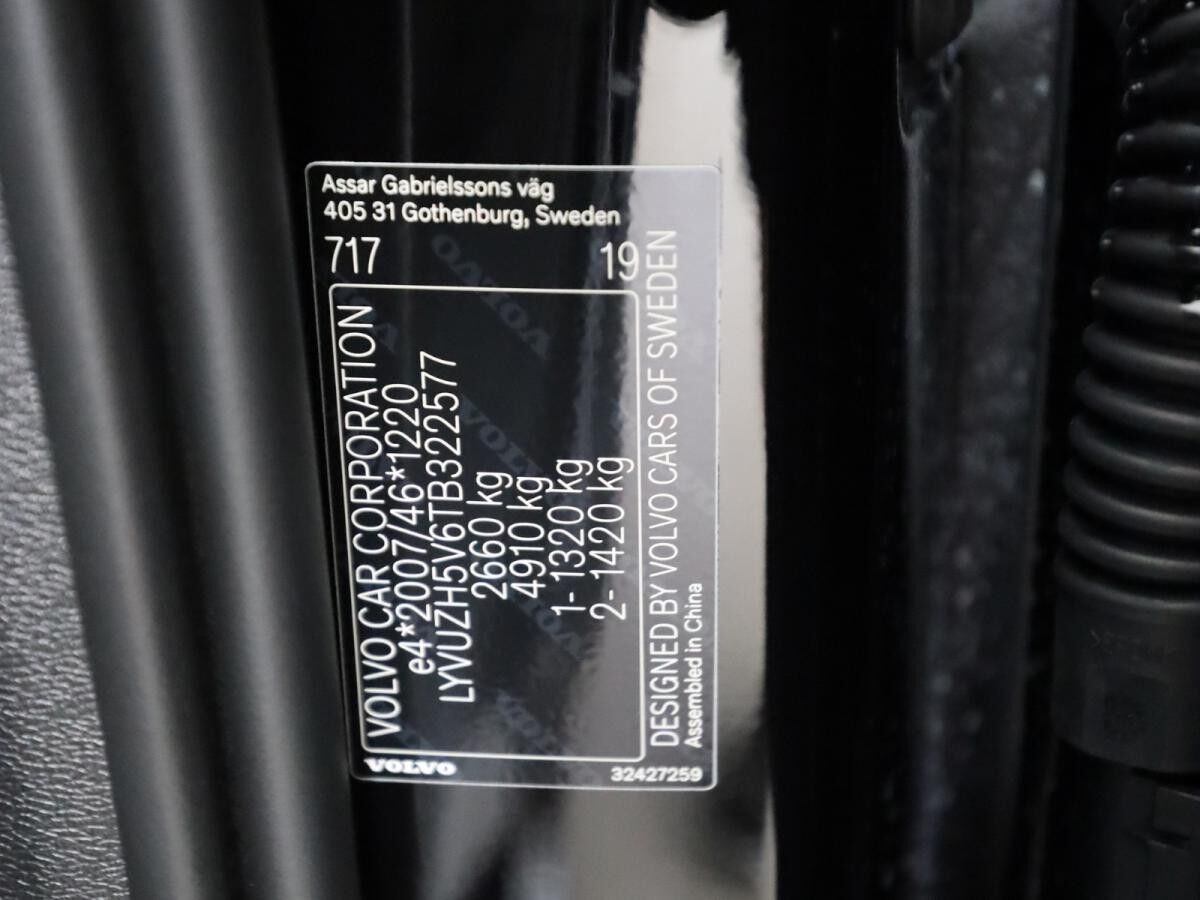 Assar Gabrielssons väg
405 31 Gothenburg, Sweden
717 19
VOLVO CAR CORPORATION
e4*2007/46*1220
LYVUZH5V6TB322577
2660 kg
4910 kg
1- 1320 kg
2- 1420 kg
DESIGNED BY VOLVO CARS OF SWEDEN
Assembled in China
VOLVO
32427259